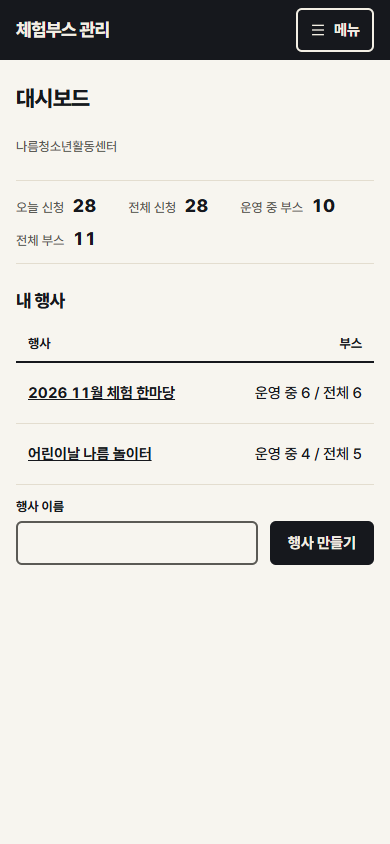 체험부스 관리
메뉴
대시보드
나름청소년활동센터
오늘 신청 28 전체 신청 28 운영 중 부스 10
전체 부스 11
내 행사
행사 부스
2026 11월 체험 한마당 운영 중 6 / 전체 6
어린이날 나름 놀이터 운영 중 4 / 전체 5
행사 이름
행사 만들기